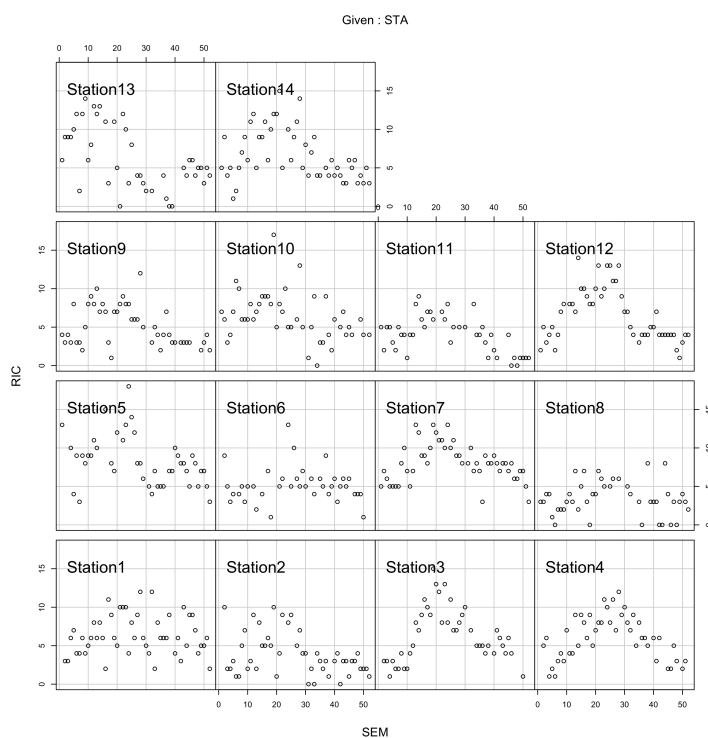 Given : STA
0 10 20 30 40 50
Station13
Station14
0 5 10 15
0 10 20 30 40 50
Station9
Station10
Station11
Station12
0 5 10 15
RIC
Station5
Station6
Station7
Station8
0 5 10 15
Station1
Station2
Station3
Station4
0 5 10 15
0 10 20 30 40 50
0 10 20 30 40 50
SEM